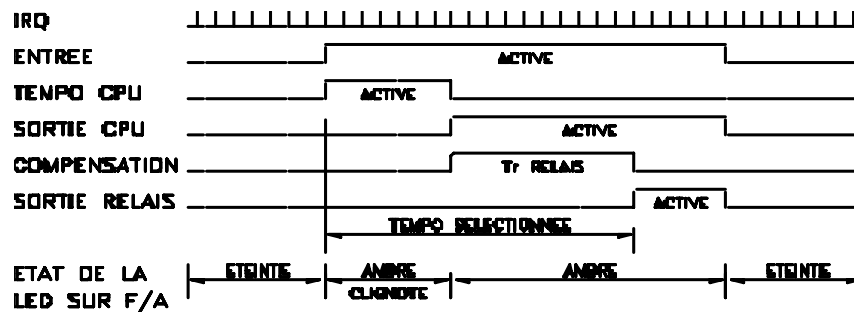 IRQ
ENTREE ACTIVE
TEMPO CPU ACTIVE
SORTIE CPU ACTIVE
COMPENSATION Tr RELAIS
SORTIE RELAIS ACTIVE
TEMPO SELECTIONNEE
ETAT DE LA ETEINTE AMBRE AMBRE ETEINTE
LED SUR F/A CLIGNOTE